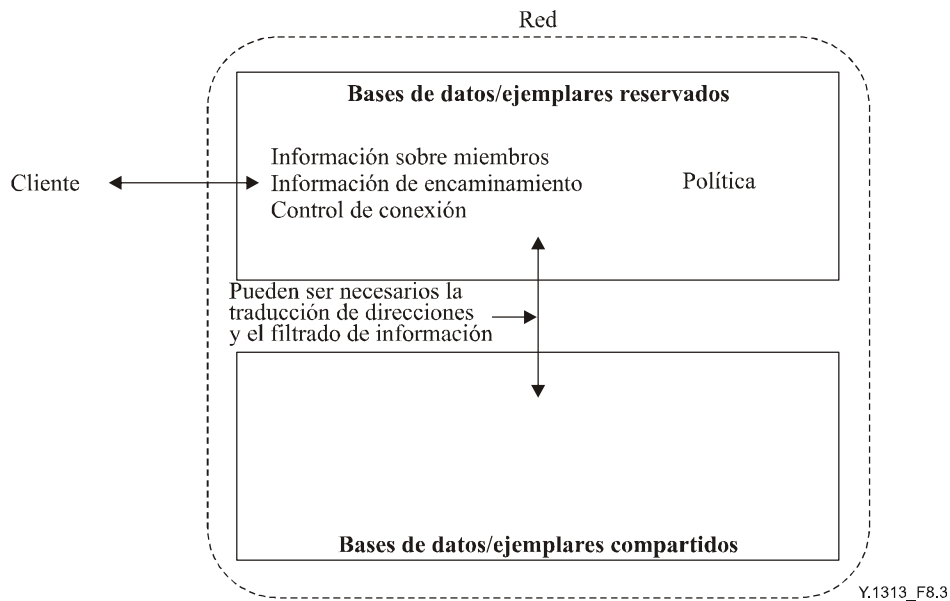 Red
Bases de datos/ejemplares reservados
Cliente
Información sobre miembros
Información de encaminamiento
Control de conexión
Política
Pueden ser necesarios la
traducción de direcciones
y el filtrado de información
Bases de datos/ejemplares compartidos
Y.1313_F8.3